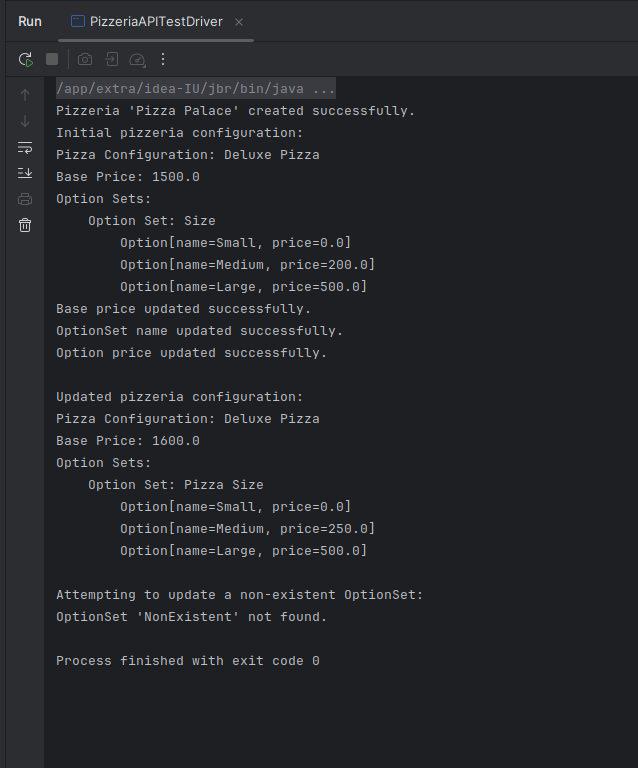 Run PizzeriaAPITestDriver ×
/app/extra/idea-IU/jbr/bin/java ...
Pizzeria 'Pizza Palace' created successfully.
Initial pizzeria configuration:
Pizza Configuration: Deluxe Pizza
Base Price: 1500.0
Option Sets:
    Option Set: Size
        Option[name=Small, price=0.0]
        Option[name=Medium, price=200.0]
        Option[name=Large, price=500.0]
Base price updated successfully.
OptionSet name updated successfully.
Option price updated successfully.

Updated pizzeria configuration:
Pizza Configuration: Deluxe Pizza
Base Price: 1600.0
Option Sets:
    Option Set: Pizza Size
        Option[name=Small, price=0.0]
        Option[name=Medium, price=250.0]
        Option[name=Large, price=500.0]

Attempting to update a non-existent OptionSet:
OptionSet 'NonExistent' not found.

Process finished with exit code 0